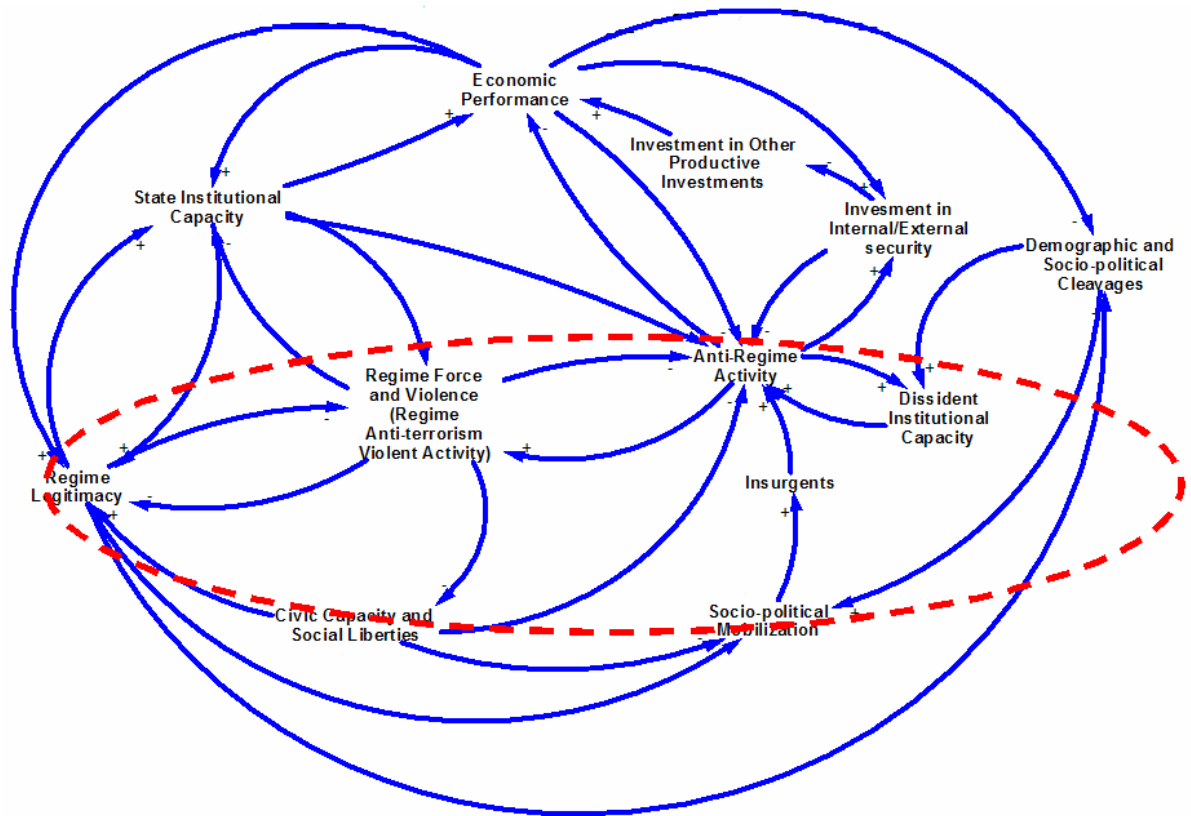 Economic
Performance
Investment in Other
Productive
Investments
State Institutional
Capacity
Invesment in
Internal/External
security
Demographic and
Socio-political
Cleavages
Anti-Regime
Activity
Regime Force
and Violence
(Regime
Anti-terrorism
Violent Activity)
Dissident
Institutional
Capacity
Regime
Legitimacy
Insurgents
Civic Capacity and
Social Liberties
Socio-political
Mobilization